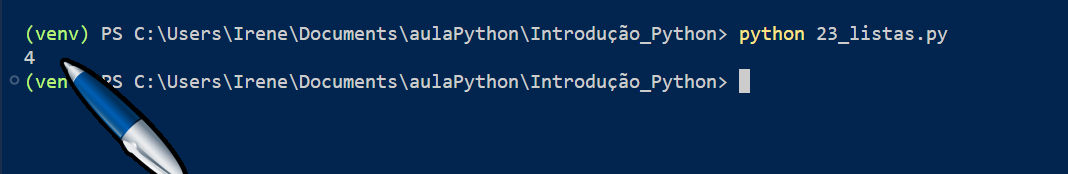 (venv) PS C:\Users\Irene\Documents\aulaPython\Introdução_Python> python 23_listas.py
4
(ven PS C:\Users\Irene\Documents\aulaPython\Introdução_Python>